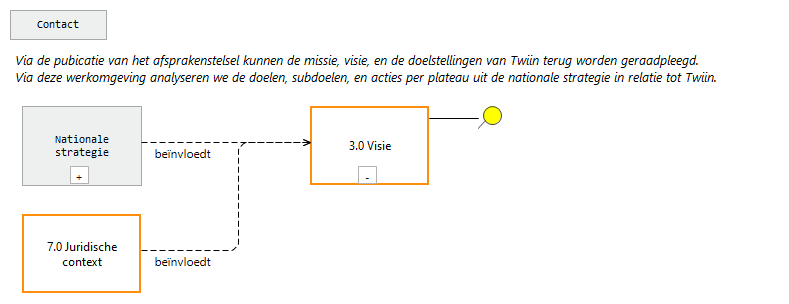 Contact
Via de pubicatie van het afsprakenstelsel kunnen de missie, visie, en de doelstellingen van Twiin terug worden geraadpleegd.
Via deze werkomgeving analyseren we de doelen, subdoelen, en acties per plateau uit de nationale strategie in relatie tot Twiin.
Nationale
strategie
+
beïnvloedt
3.0 Visie
-
7.0 Juridische
context
beïnvloedt